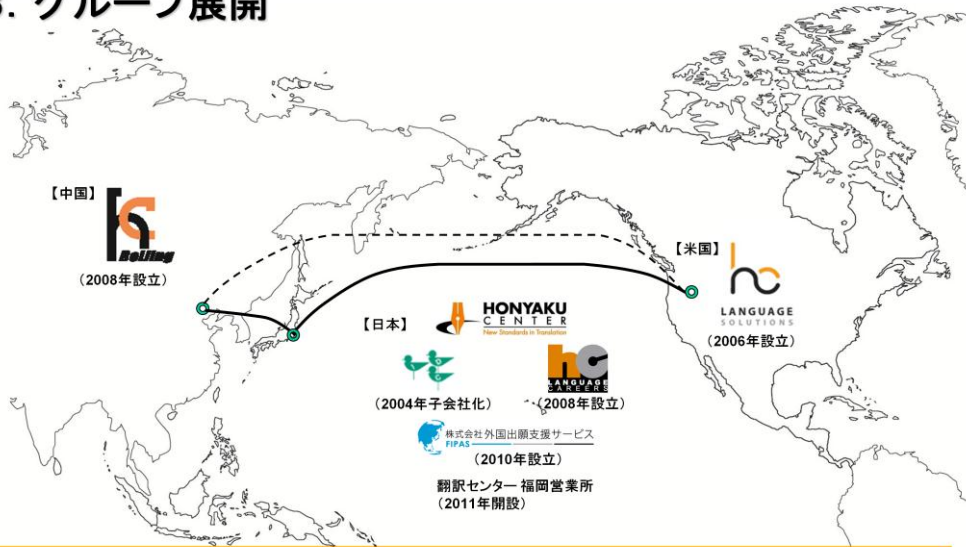 グループ展開
【中国】
hc
BeiJing
(2008年設立)
【日本】
HONYAKU
CENTER
New Standards in Translation
(2004年子会社化)
hc
LANGUAGE
CAREERS
(2008年設立)
株式会社外国出願支援サービス
FIPAS
(2010年設立)
翻訳センター 福岡営業所
(2011年開設)
【米国】
hc
LANGUAGE
SOLUTIONS
(2006年設立)